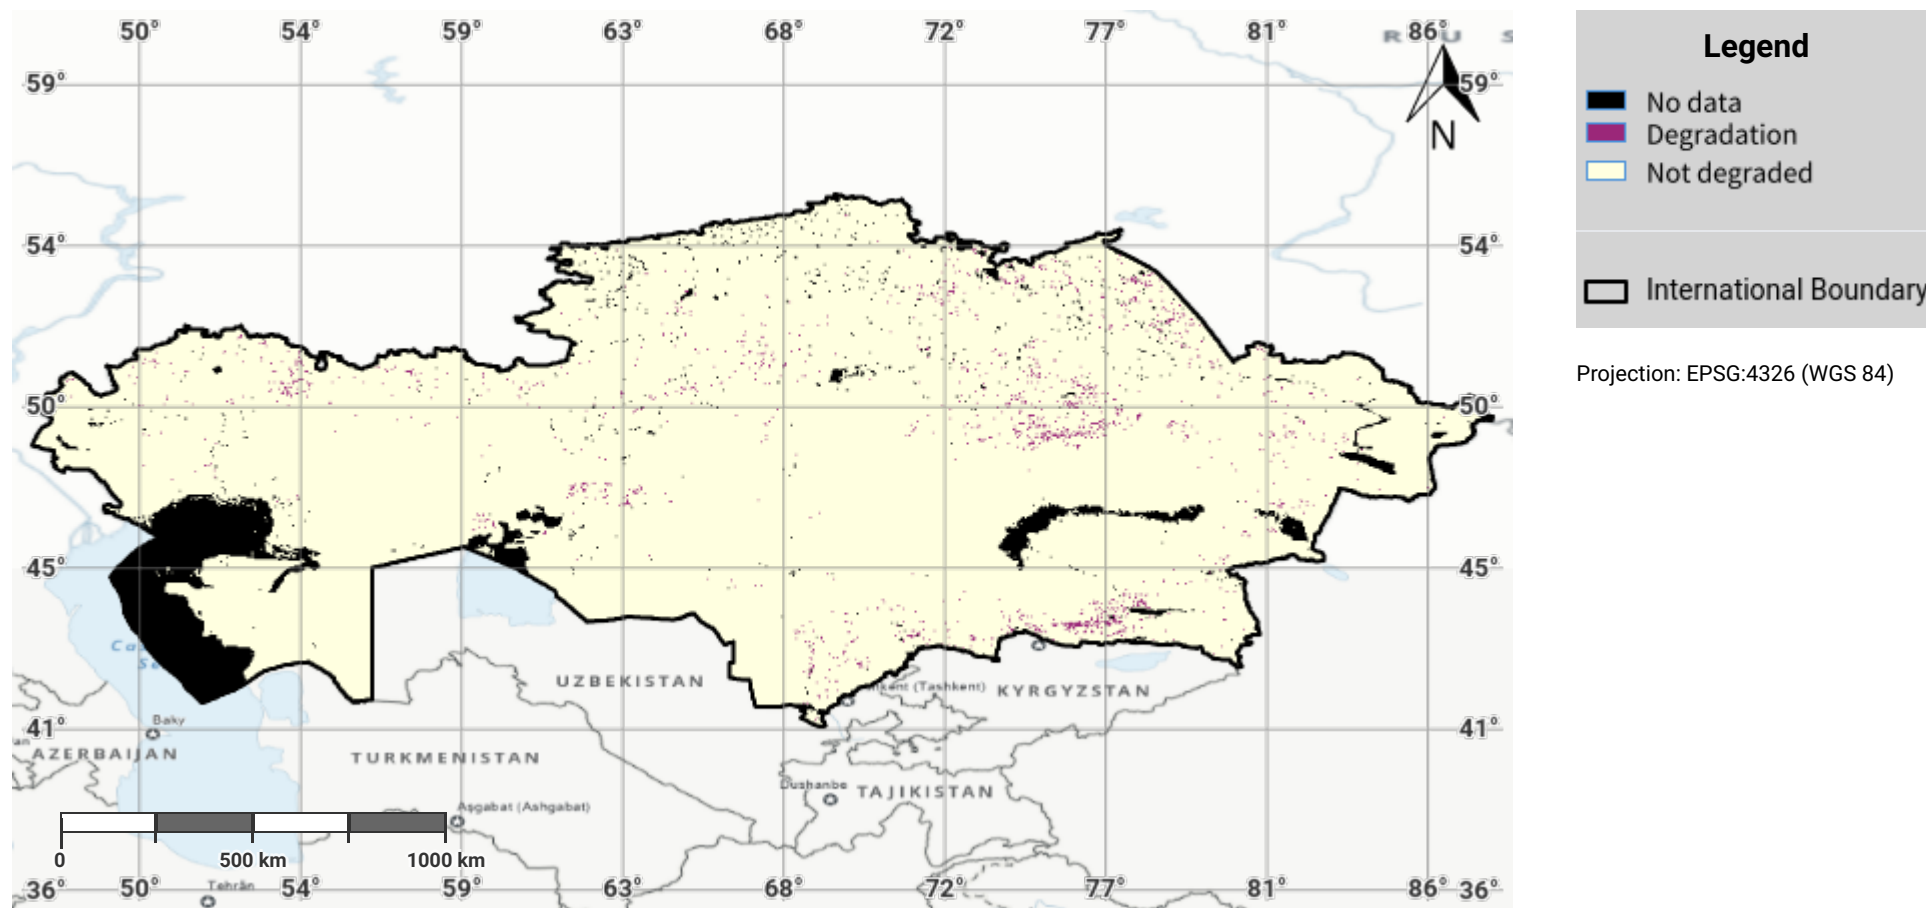 50° 54° 59° 63° 68° 72° 77° 81° 86°
R U S
59° 59°
N
54° 54°
50° 50°
45° 45°
UZBEKISTAN
(Tashkent) KYRGYZSTAN
Baky
41° 41°
AZERBAIJAN
TURKMENISTAN
Dushanbe
TAJIKISTAN
Aşgabat (Ashgabat)
0 500 km 1000 km
Tehrān
36° 50° 54° 59° 63° 68° 72° 77° 81° 86° 36°
Legend
No data
Degradation
Not degraded
International Boundary
Projection: EPSG:4326 (WGS 84)